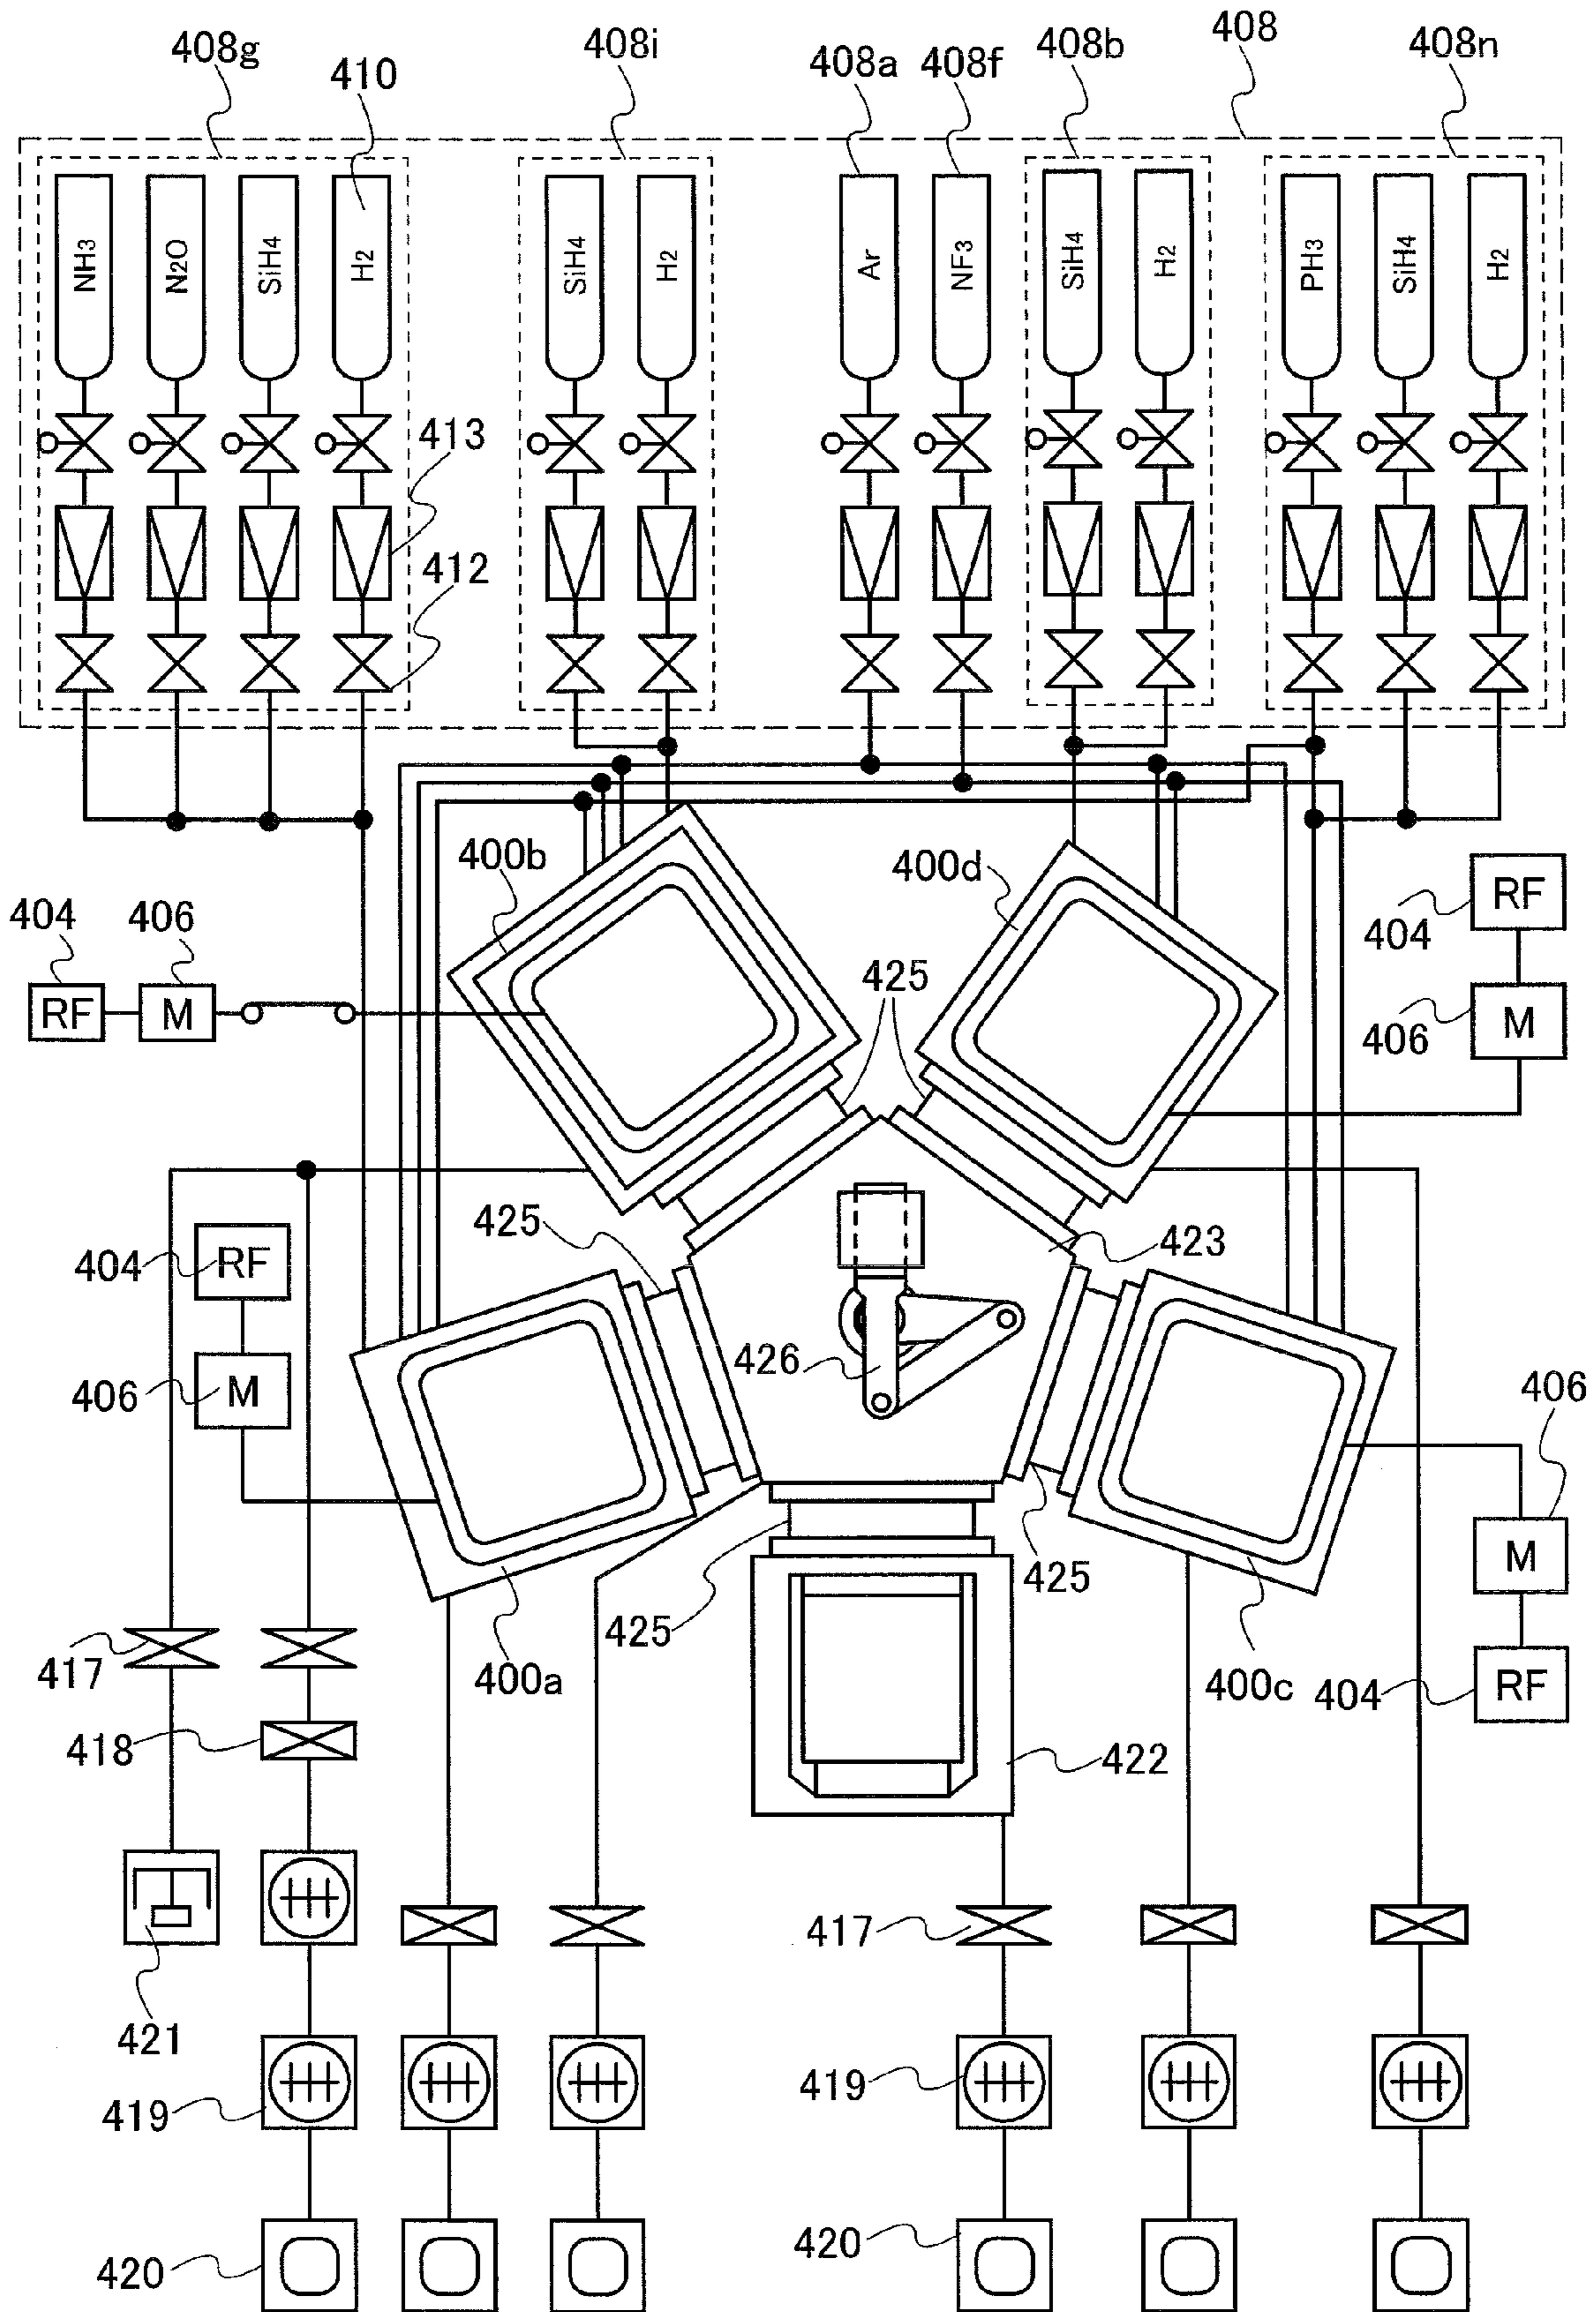 408g
410
408i
408a
408f
408b
408
408n
NH3
N2O
SiH4
H2
SiH4
H2
Ar
NF3
SiH4
H2
PH3
SiH4
H2
413
412
400b
400d
RF
404
404
406
RF
M
425
406
M
425
423
404
RF
426
406
M
406
M
425
425
417
400a
400c
404
RF
418
422
417
421
419
419
420
420